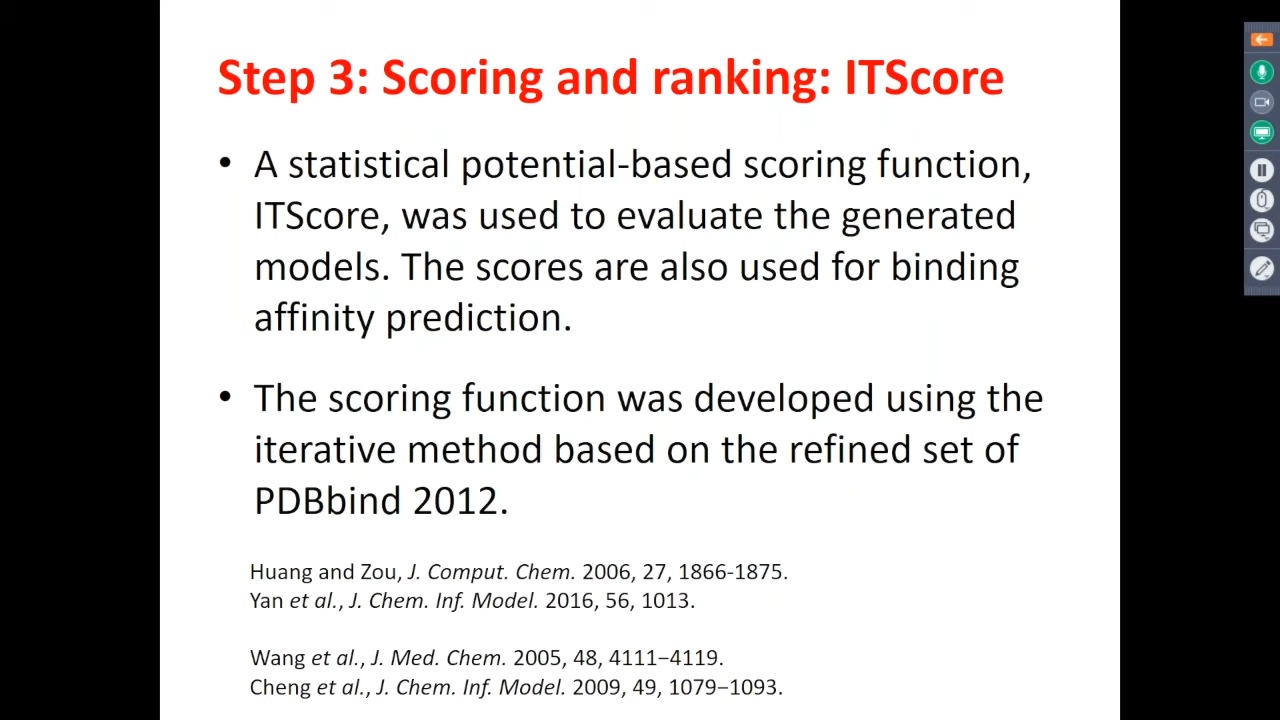 Step 3: Scoring and ranking: ITScore
• A statistical potential-based scoring function,
ITScore, was used to evaluate the generated
models. The scores are also used for binding
affinity prediction.
• The scoring function was developed using the
iterative method based on the refined set of
PDBbind 2012.
Huang and Zou, J. Comput. Chem. 2006, 27, 1866-1875.
Yan et al., J. Chem. Inf. Model. 2016, 56, 1013.
Wang et al., J. Med. Chem. 2005, 48, 4111−4119.
Cheng et al., J. Chem. Inf. Model. 2009, 49, 1079−1093.